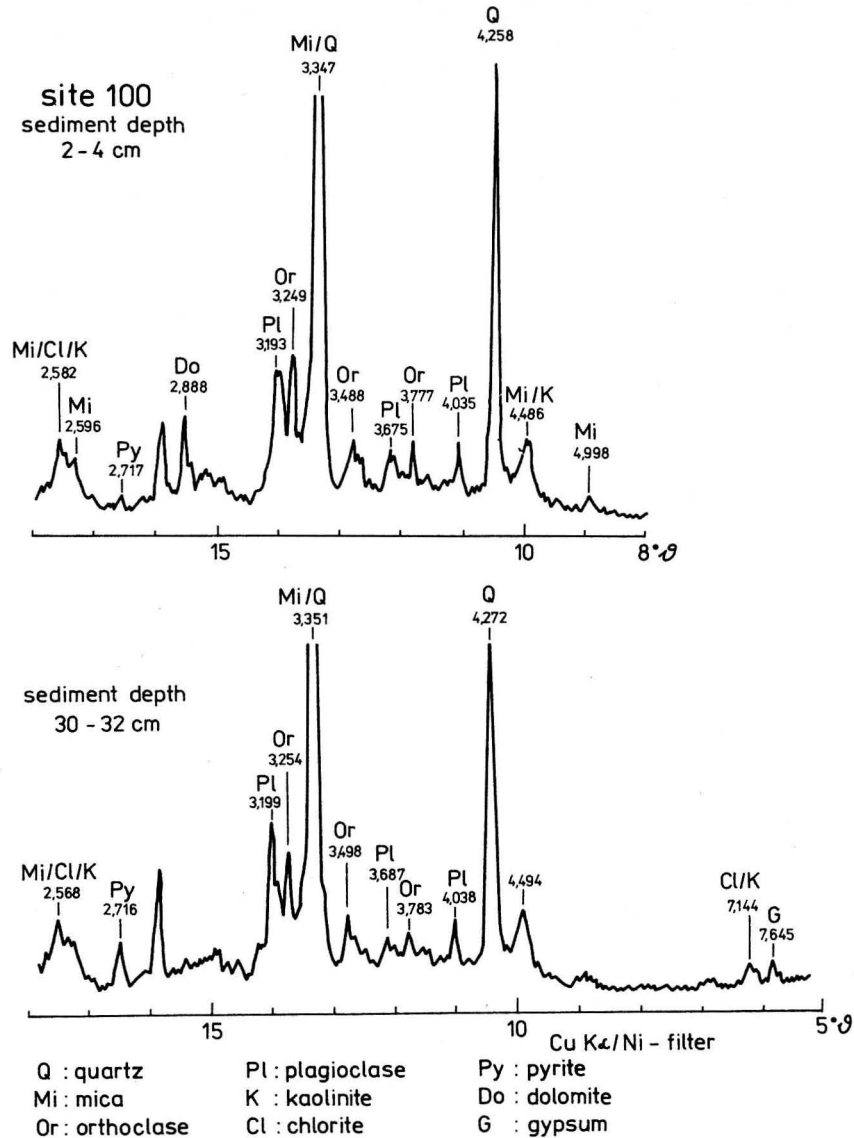 site 100
sediment depth
2 - 4 cm
Q
4,258
Mi/Q
3,347
Or
3,249
Pl
3,193
Mi/Cl/K
2,582
Mi
2,596
Py
2,717
Do
2,888
Or
3,488
Pl
3,675
Or
3,777
Pl
4,035
Mi/K
4,486
Mi
4,998
15
10
8°ϑ
sediment depth
30 - 32 cm
Mi/Q
3,351
Q
4,272
Or
3,254
Pl
3,199
Mi/Cl/K
2,568
Py
2,716
Or
3,498
Pl
3,687
Or
3,783
Pl
4,038
4,494
Cl/K
7,144
G
7,645
15
10
5°ϑ
Cu Kα/Ni - filter
Q : quartz
Pl : plagioclase
Py : pyrite
Mi : mica
K : kaolinite
Do : dolomite
Or : orthoclase
Cl : chlorite
G : gypsum